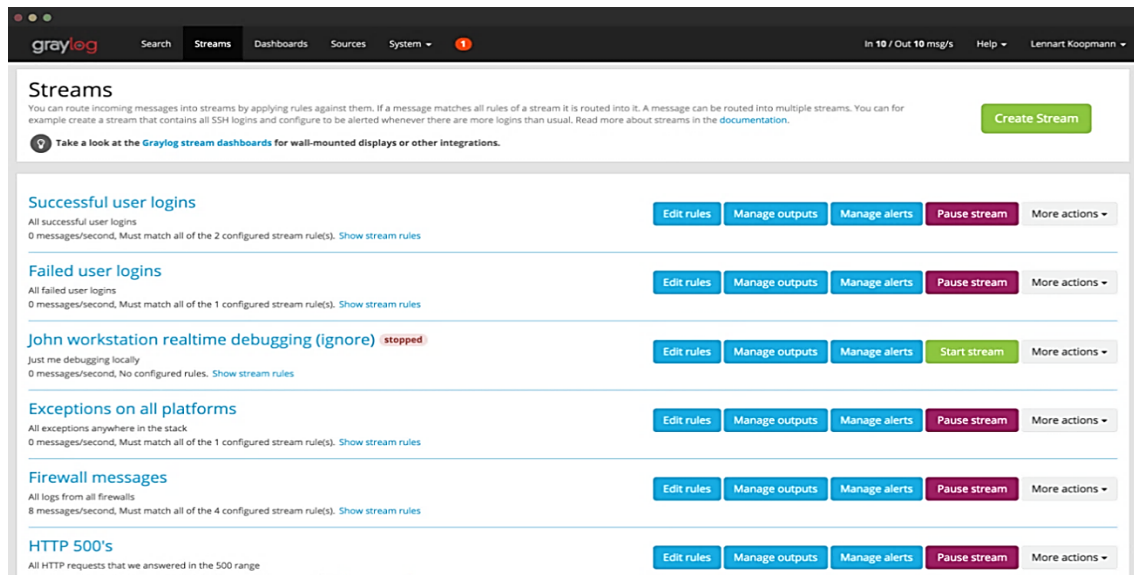 graylog Search Streams Dashboards Sources System 1 In 10 / Out 10 msg/s Help Lennart Koopmann
Streams
You can route incoming messages into streams by applying rules against them. If a message matches all rules of a stream it is routed into it. A message can be routed into multiple streams. You can for
example create a stream that contains all SSH logins and configure to be alerted whenever there are more logins than usual. Read more about streams in the documentation.
Create Stream
Take a look at the Graylog stream dashboards for wall-mounted displays or other integrations.
Successful user logins
All successful user logins
0 messages/second, Must match all of the 2 configured stream rule(s). Show stream rules
Edit rules Manage outputs Manage alerts Pause stream More actions
Failed user logins
All failed user logins
0 messages/second, Must match all of the 1 configured stream rule(s). Show stream rules
Edit rules Manage outputs Manage alerts Pause stream More actions
John workstation realtime debugging (ignore) stopped
Just me debugging locally
0 messages/second, No configured rules. Show stream rules
Edit rules Manage outputs Manage alerts Start stream More actions
Exceptions on all platforms
All exceptions anywhere in the stack
0 messages/second, Must match all of the 1 configured stream rule(s). Show stream rules
Edit rules Manage outputs Manage alerts Pause stream More actions
Firewall messages
All logs from all firewalls
8 messages/second, Must match all of the 4 configured stream rule(s). Show stream rules
Edit rules Manage outputs Manage alerts Pause stream More actions
HTTP 500's
All HTTP requests that we answered in the 500 range
Edit rules Manage outputs Manage alerts Pause stream More actions